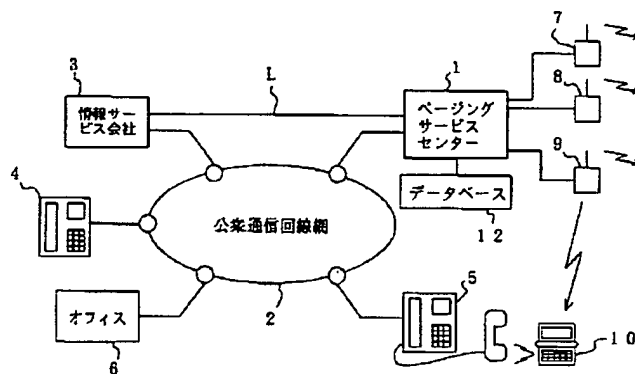 7
3
L
1
8
情報サー
ビス会社
ページング
サービス
センター
9
4
データベース
12
公衆通信回線網
5
オフィス
2
6
10